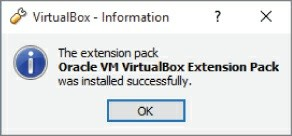 VirtualBox - Information
The extension pack
Oracle VM VirtualBox Extension Pack
was installed successfully.
OK